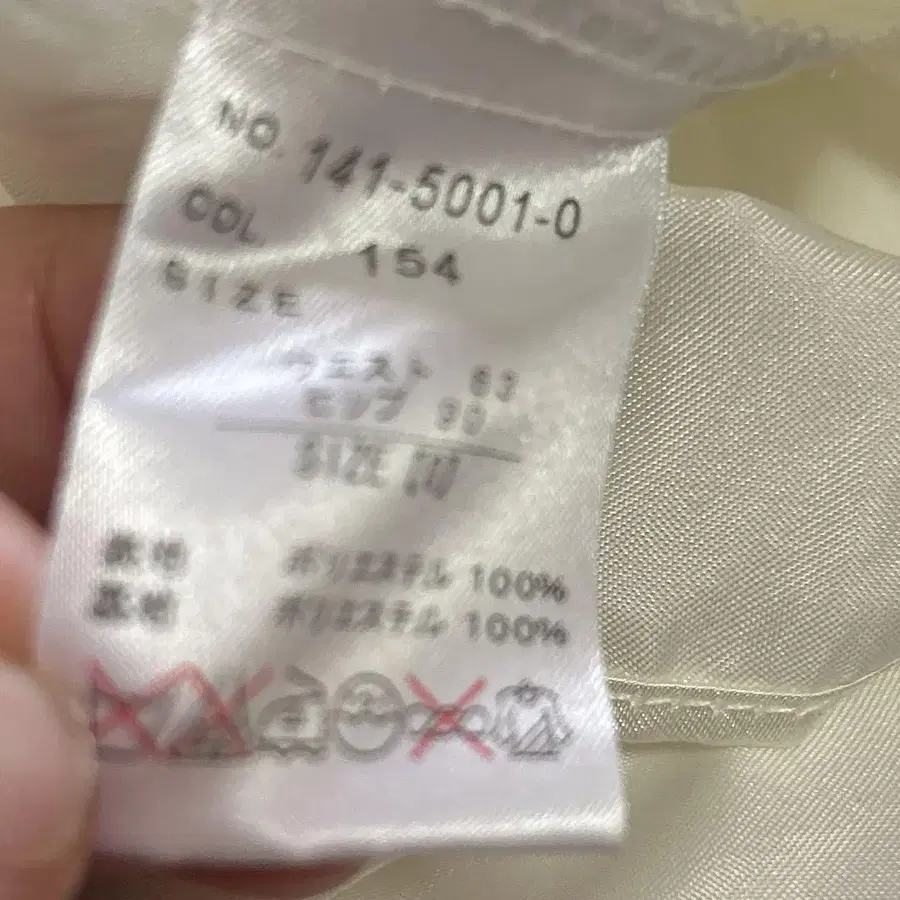 NO. 141-5001-0
COL. 154
SIZE
ウエスト 63
ヒップ 90
SIZE
ポリエステル 100%
ポリエステル 100%